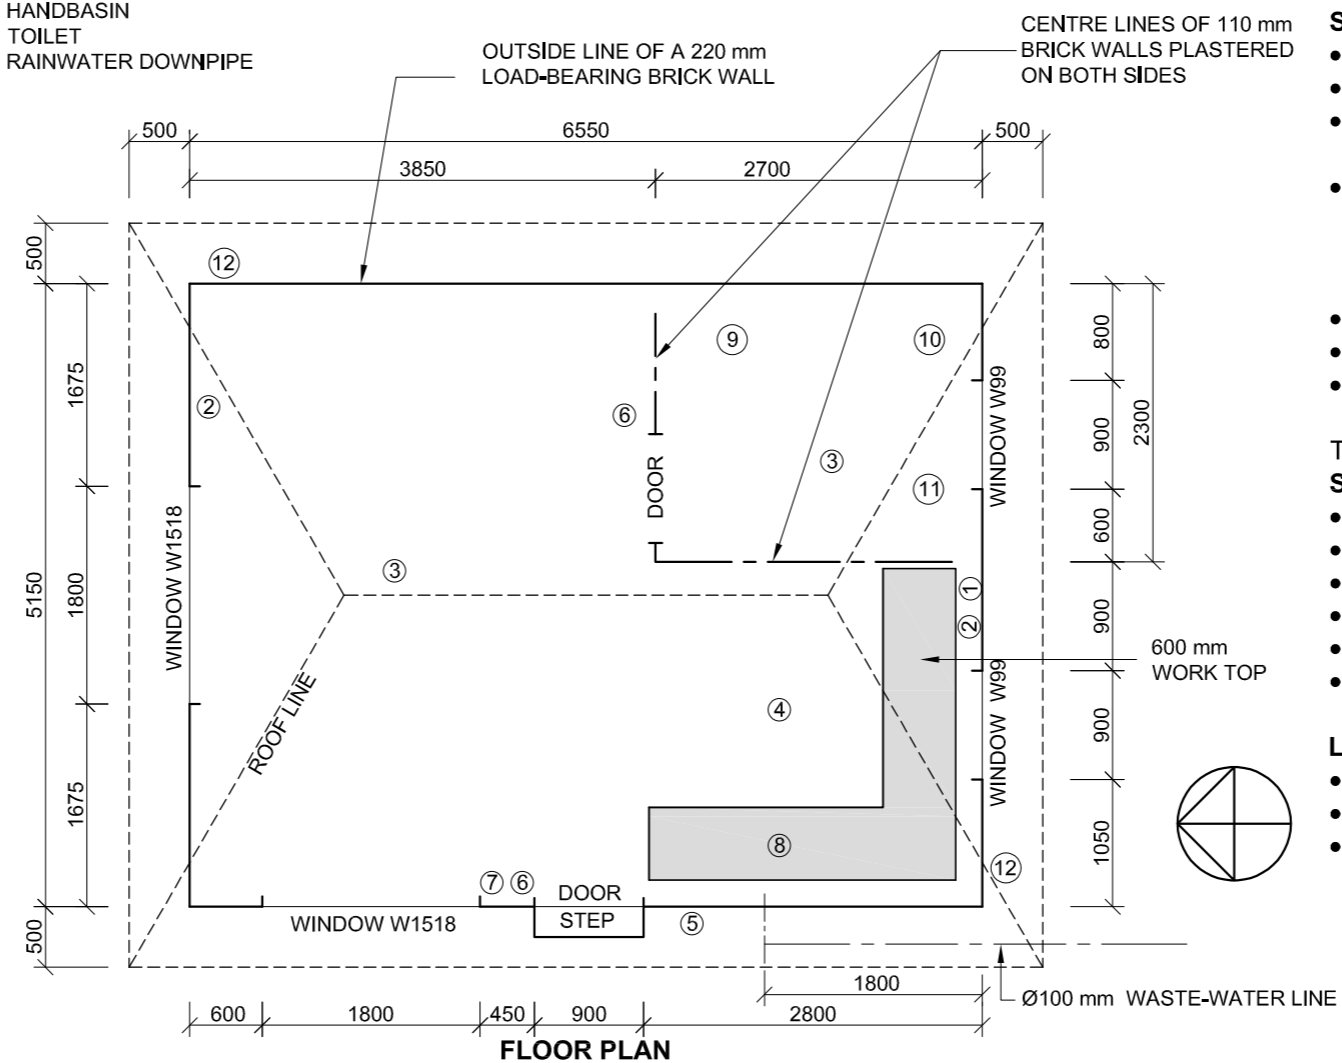 HANDBASIN
TOILET
RAINWATER DOWNPIPE
OUTSIDE LINE OF A 220 mm
LOAD-BEARING BRICK WALL
CENTRE LINES OF 110 mm
BRICK WALLS PLASTERED
ON BOTH SIDES
S
•
•
•
•
•
•
•
T
S
•
•
•
•
•
•
L
•
•
•
500
6550
500
3850
2700
500
12
9
10
800
1675
2
6
WINDOW W99
900
2300
DOOR
3
11
600
WINDOW W1518
5150
1800
3
1
2
900
600 mm
WORK TOP
ROOF LINE
4
WINDOW W99
900
1675
8
1050
12
7
6
DOOR
STEP
5
WINDOW W1518
500
1800
Ø100 mm WASTE-WATER LINE
600
1800
450
900
2800
FLOOR PLAN